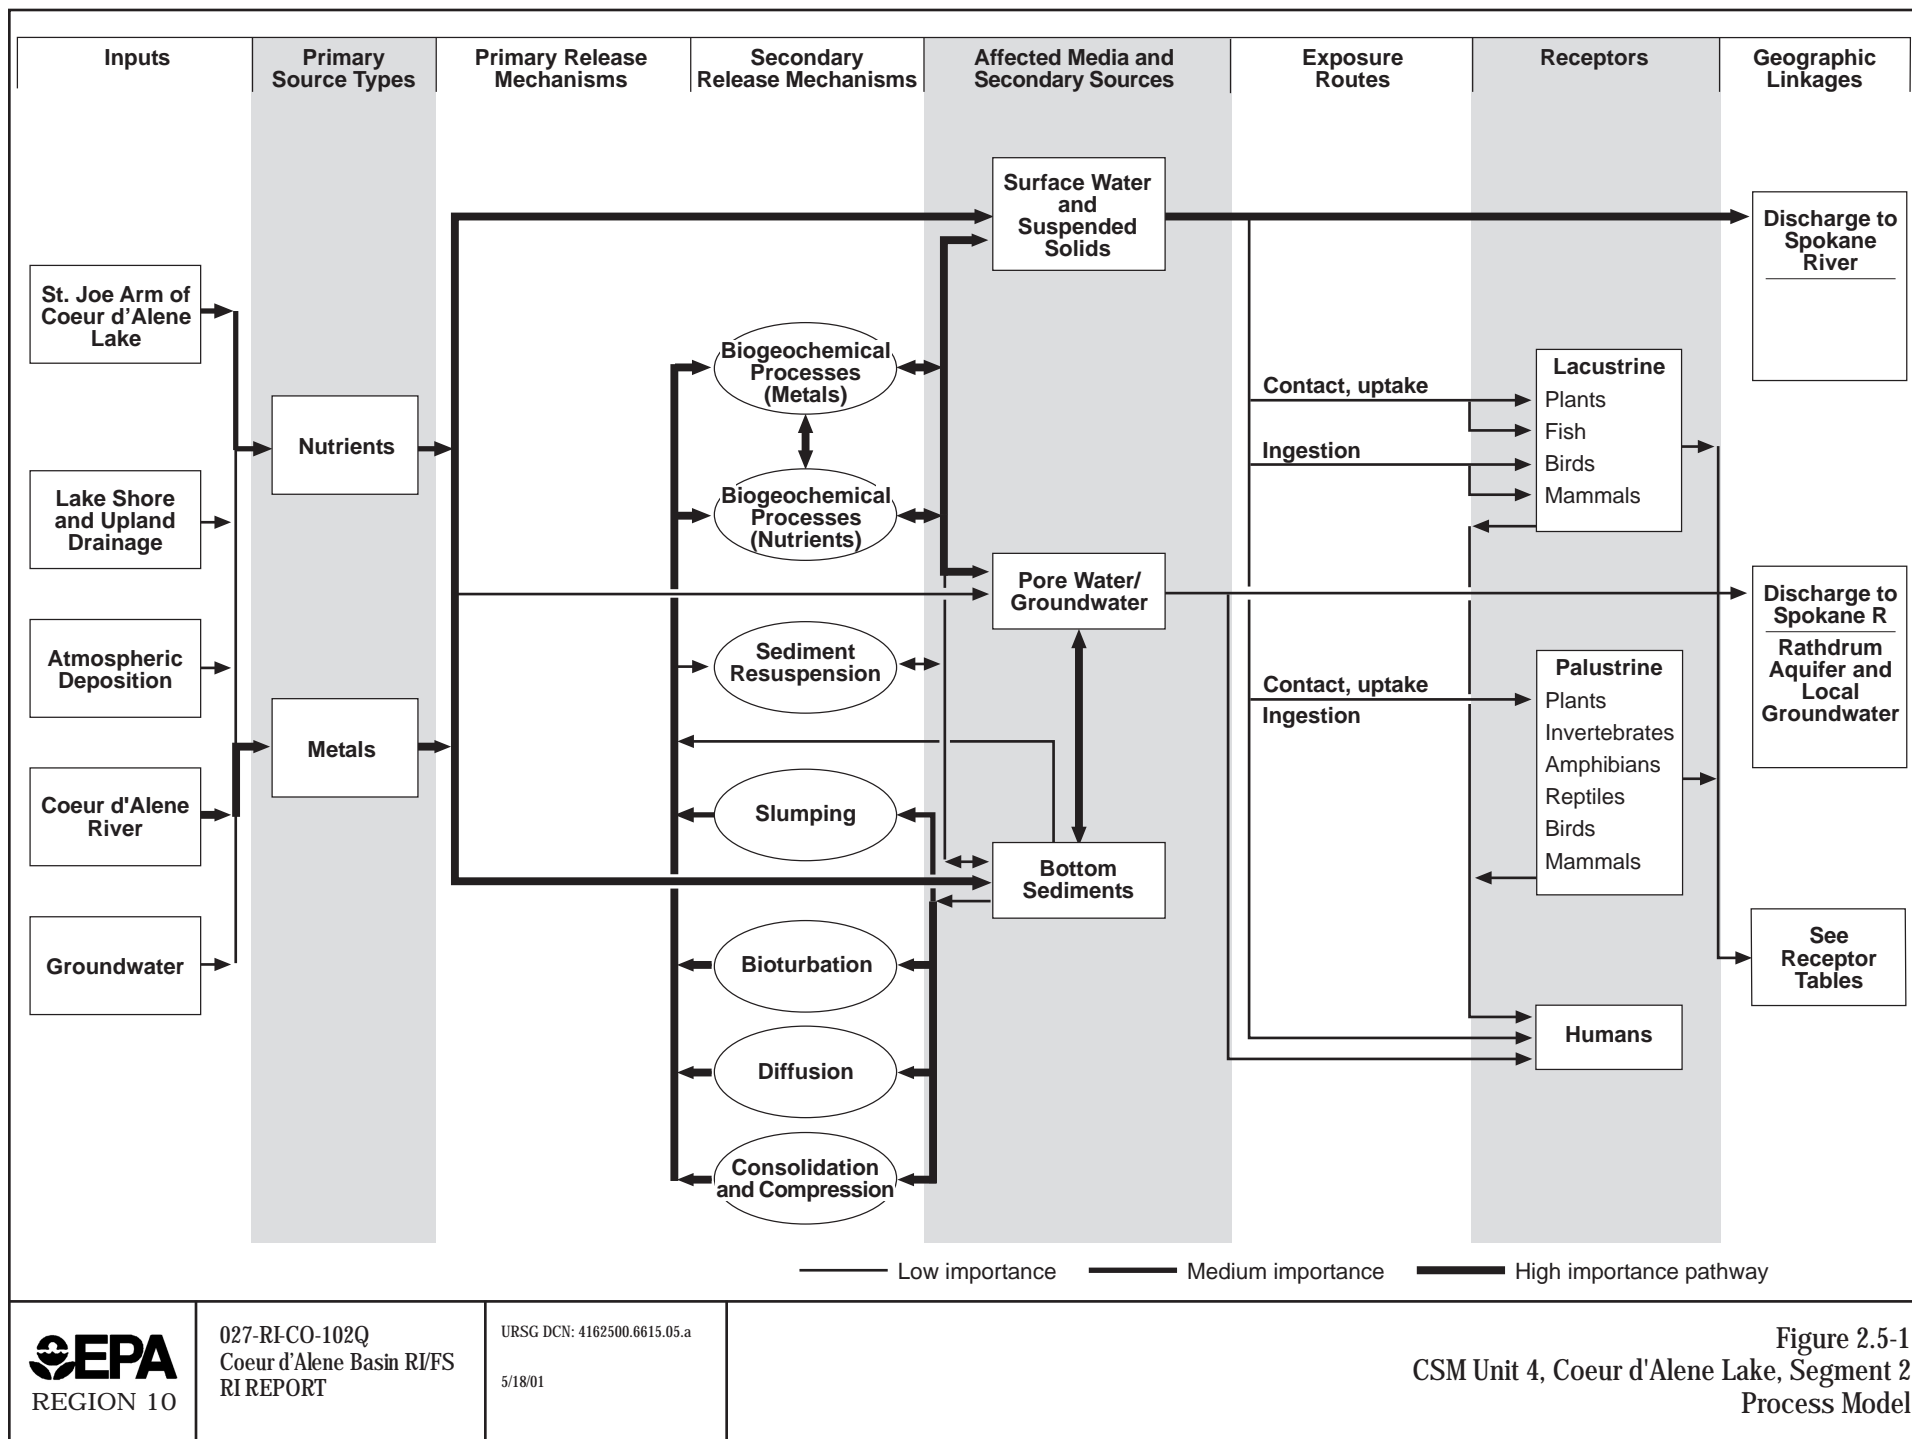 Inputs
Primary
Source Types
Primary Release
Mechanisms
Secondary
Release Mechanisms
Affected Media and
Secondary Sources
Exposure
Routes
Receptors
Geographic
Linkages
St. Joe Arm of
Coeur d’Alene
Lake
Lake Shore
and Upland
Drainage
Atmospheric
Deposition
Coeur d'Alene
River
Groundwater
Nutrients
Metals
Biogeochemical
Processes
(Metals)
Biogeochemical
Processes
(Nutrients)
Sediment
Resuspension
Slumping
Bioturbation
Diffusion
Consolidation
and Compression
Surface Water
and
Suspended
Solids
Pore Water/
Groundwater
Bottom
Sediments
Contact, uptake
Ingestion
Contact, uptake
Ingestion
Lacustrine
Plants
Fish
Birds
Mammals
Palustrine
Plants
Invertebrates
Amphibians
Reptiles
Birds
Mammals
Humans
Discharge to
Spokane
River
Discharge to
Spokane R
Rathdrum
Aquifer and
Local
Groundwater
See
Receptor
Tables
Low importance
Medium importance
High importance pathway
EPA
REGION 10
027-RI-CO-102Q
Coeur d’Alene Basin RI/FS
RI REPORT
URSG DCN: 4162500.6615.05.a
5/18/01
Figure 2.5-1
CSM Unit 4, Coeur d'Alene Lake, Segment 2
Process Model